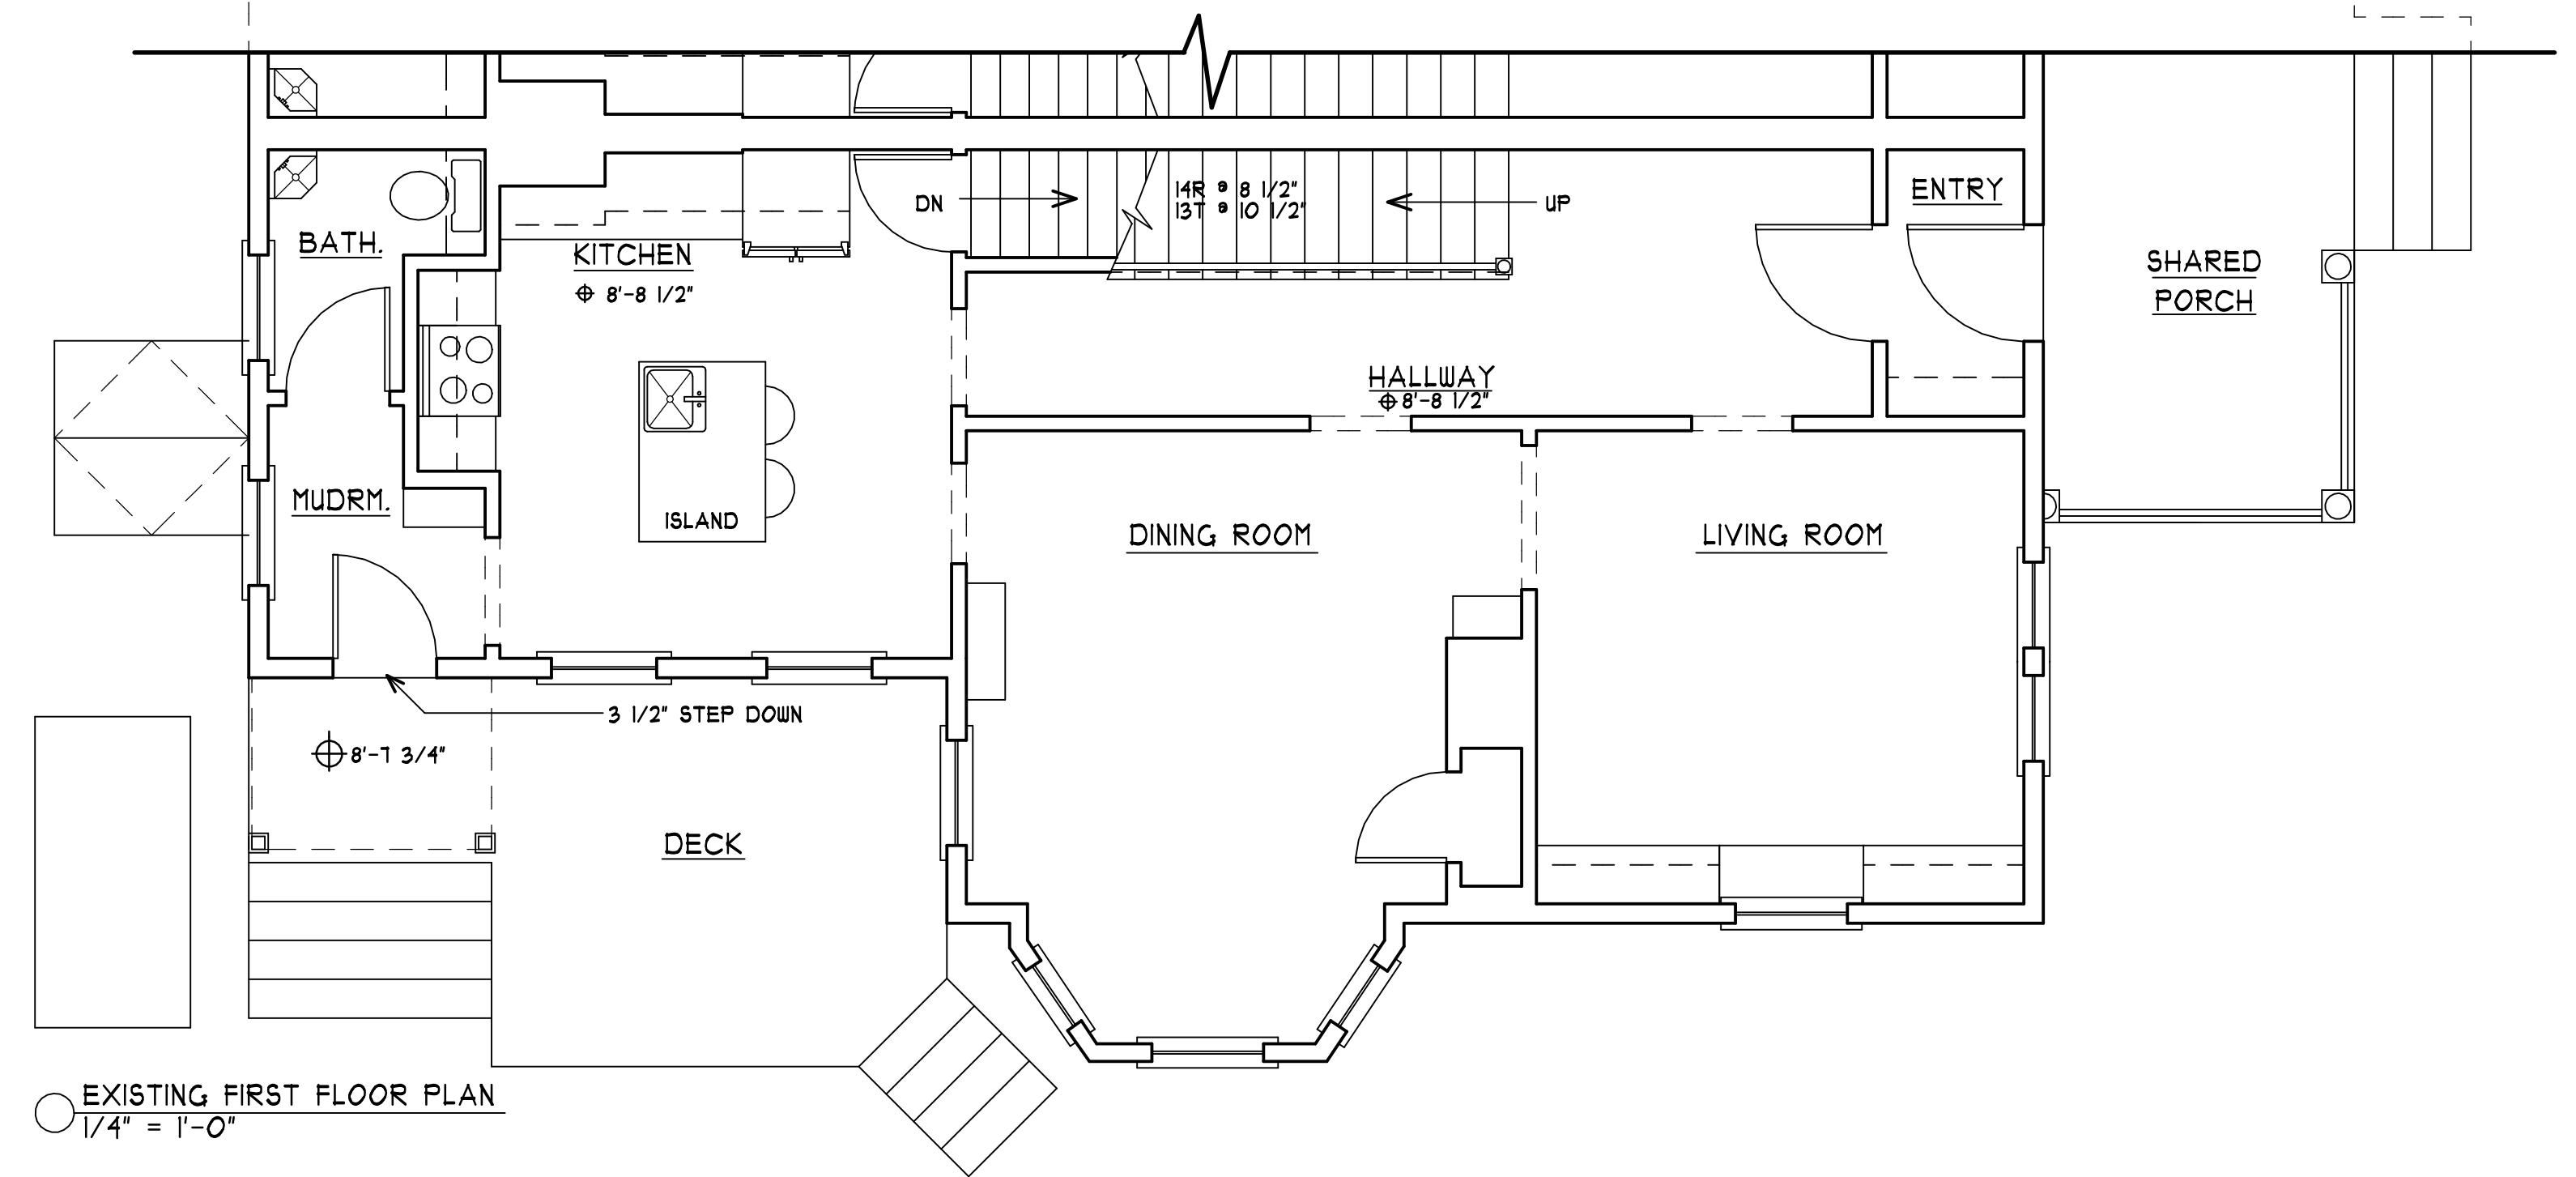 14R @ 8 1/2"
13T @ 10 1/2"
DN
UP
ENTRY
BATH.
KITCHEN
8'-8 1/2"
SHARED
PORCH
HALLWAY
8'-8 1/2"
MUDRM.
ISLAND
DINING ROOM
LIVING ROOM
3 1/2" STEP DOWN
8'-7 3/4"
DECK
EXISTING FIRST FLOOR PLAN
1/4" = 1'-0"